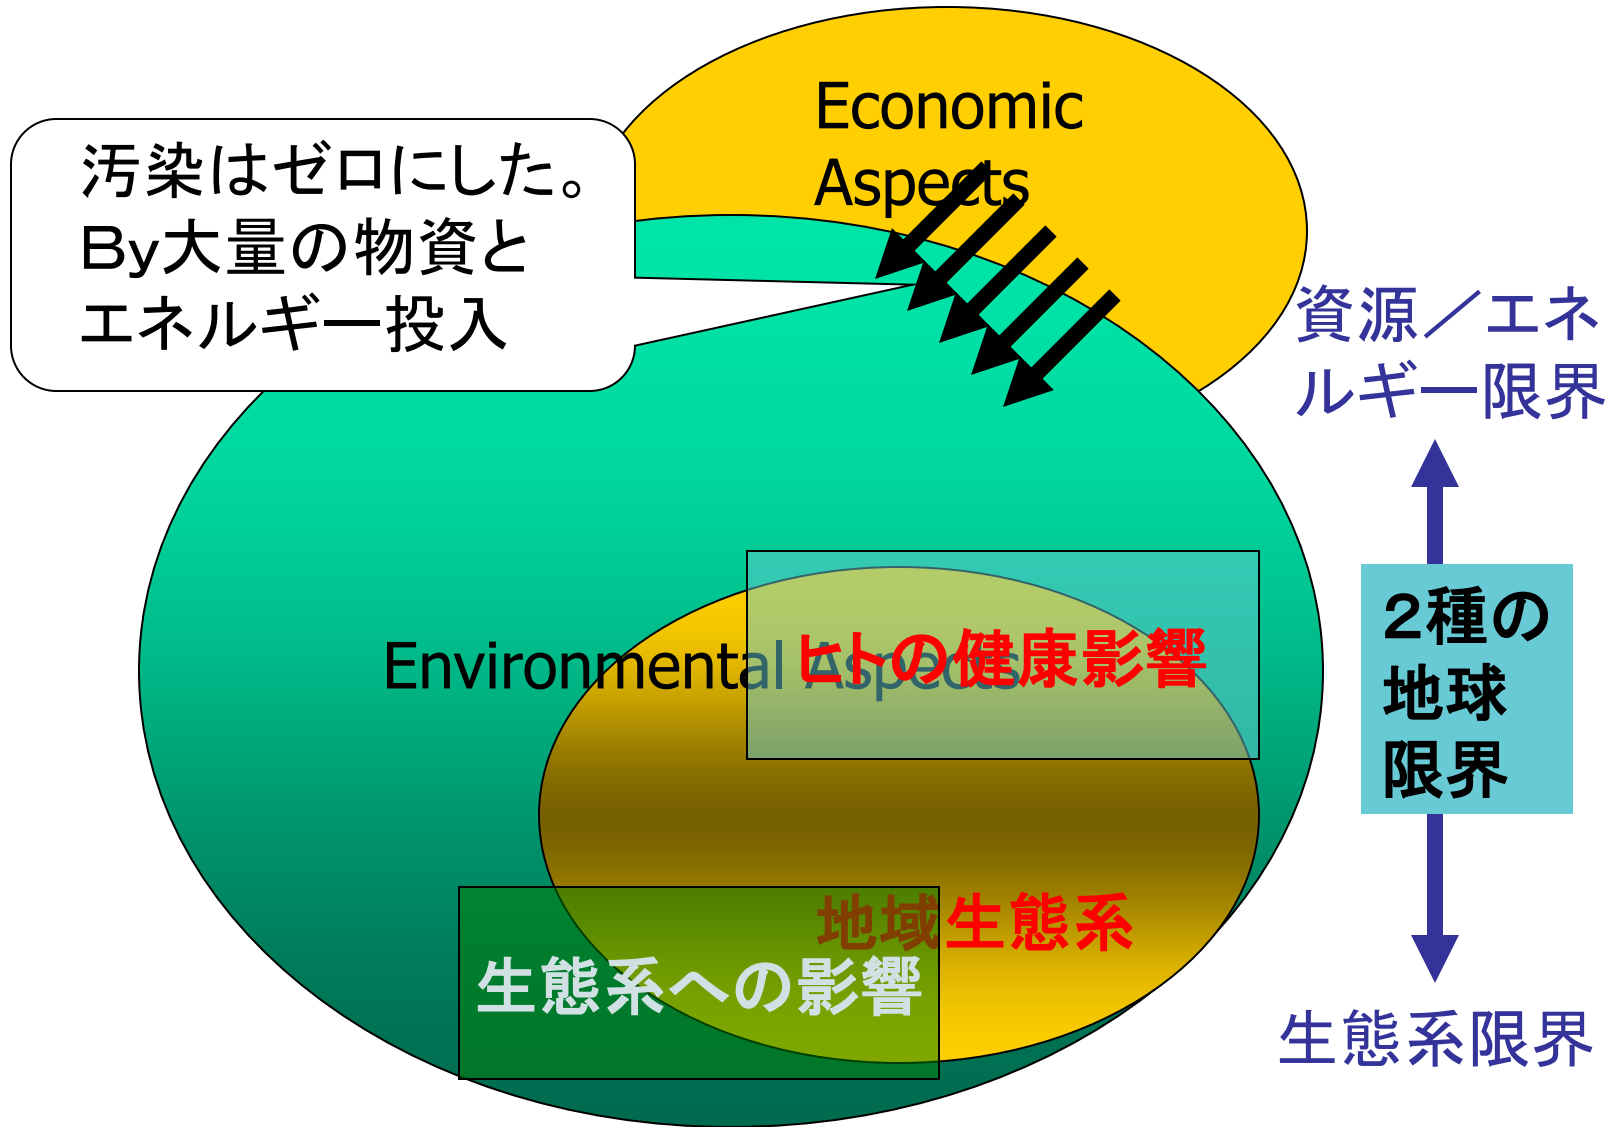 Economic
Aspects
汚染はゼロにした。
By大量の物資と
エネルギー投入
資源／エネ
ルギー限界
Environmental Aspects
ヒトの健康影響
２種の
地球
限界
地域生態系
生態系への影響
生態系限界